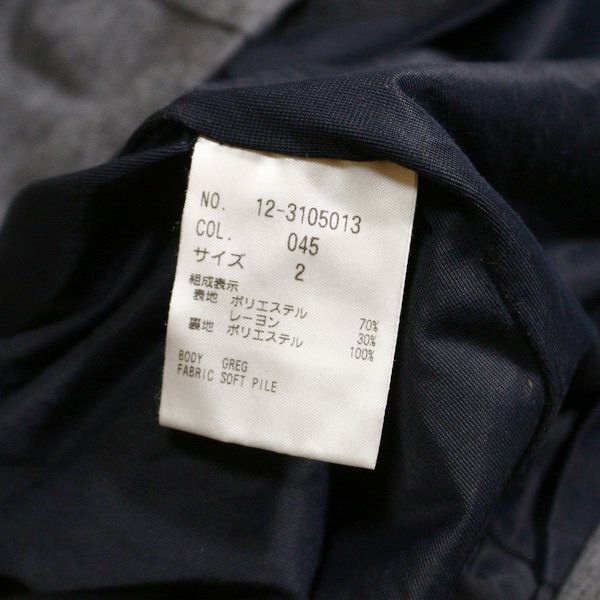 NO. 12-3105013
COL. 045
サイズ 2
組成表示
表地 ポリエステル 70%
レーヨン 30%
裏地 ポリエステル 100%
BODY GREG
FABRIC SOFT PILE